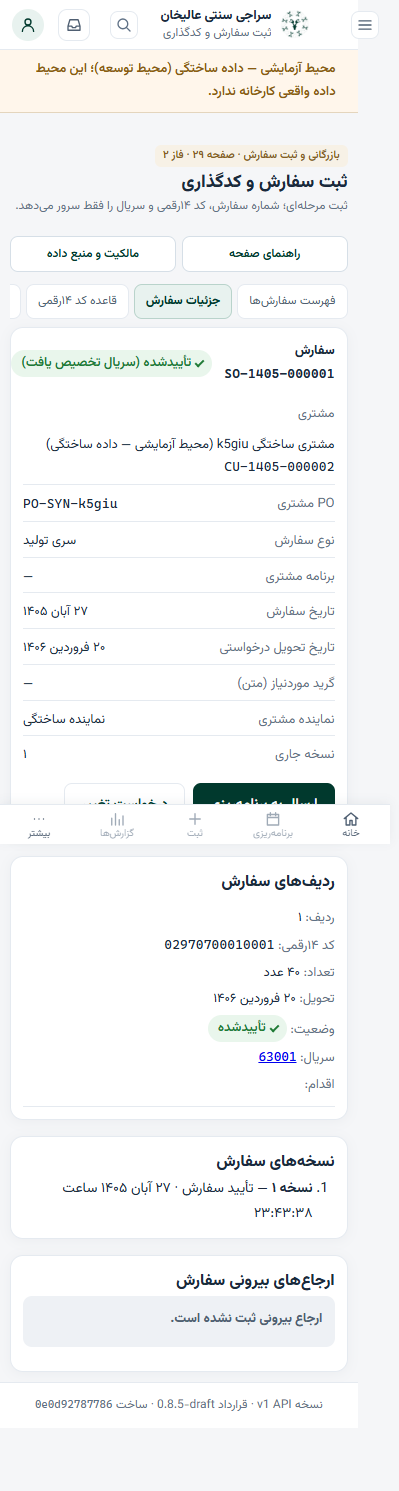 سراجی سنتی عالیخان
ثبت سفارش و کدگذاری
محیط آزمایشی — داده ساختگی (محیط توسعه)؛ این محیط
داده واقعی کارخانه ندارد.
بازرگانی و ثبت سفارش · صفحه ۲۹ · فاز ۲
ثبت سفارش و کدگذاری
ثبت مرحله‌ای؛ شماره سفارش، کد ۱۴رقمی و سریال را فقط سرور می‌دهد.
راهنمای صفحه
مالکیت و منبع داده
فهرست سفارش‌ها
جزئیات سفارش
قاعده کد ۱۴رقمی
سفارش
SO-1405-000001
تأییدشده (سریال تخصیص یافت)
مشتری
مشتری ساختگی k5giu (محیط آزمایشی — داده ساختگی)
CU-1405-000002
PO مشتری PO-SYN-k5giu
نوع سفارش سری تولید
برنامه مشتری —
تاریخ سفارش ۲۷ آبان ۱۴۰۵
تاریخ تحویل درخواستی ۲۰ فروردین ۱۴۰۶
گرید موردنیاز (متن) —
نماینده مشتری نماینده ساختگی
نسخه جاری ۱
خانه
برنامه‌ریزی
ثبت
گزارش‌ها
بیشتر
ردیف‌های سفارش
ردیف: ۱
کد ۱۴رقمی: 02970700010001
تعداد: ۴۰ عدد
تحویل: ۲۰ فروردین ۱۴۰۶
وضعیت: تأییدشده
سریال: 63001
اقدام:
نسخه‌های سفارش
1. نسخه ۱ — تأیید سفارش · ۲۷ آبان ۱۴۰۵ ساعت
۲۳:۴۳:۳۸
ارجاع‌های بیرونی سفارش
ارجاع بیرونی ثبت نشده است.
نسخه v1 API · قرارداد 0.8.5-draft · ساخت 0e0d92787786